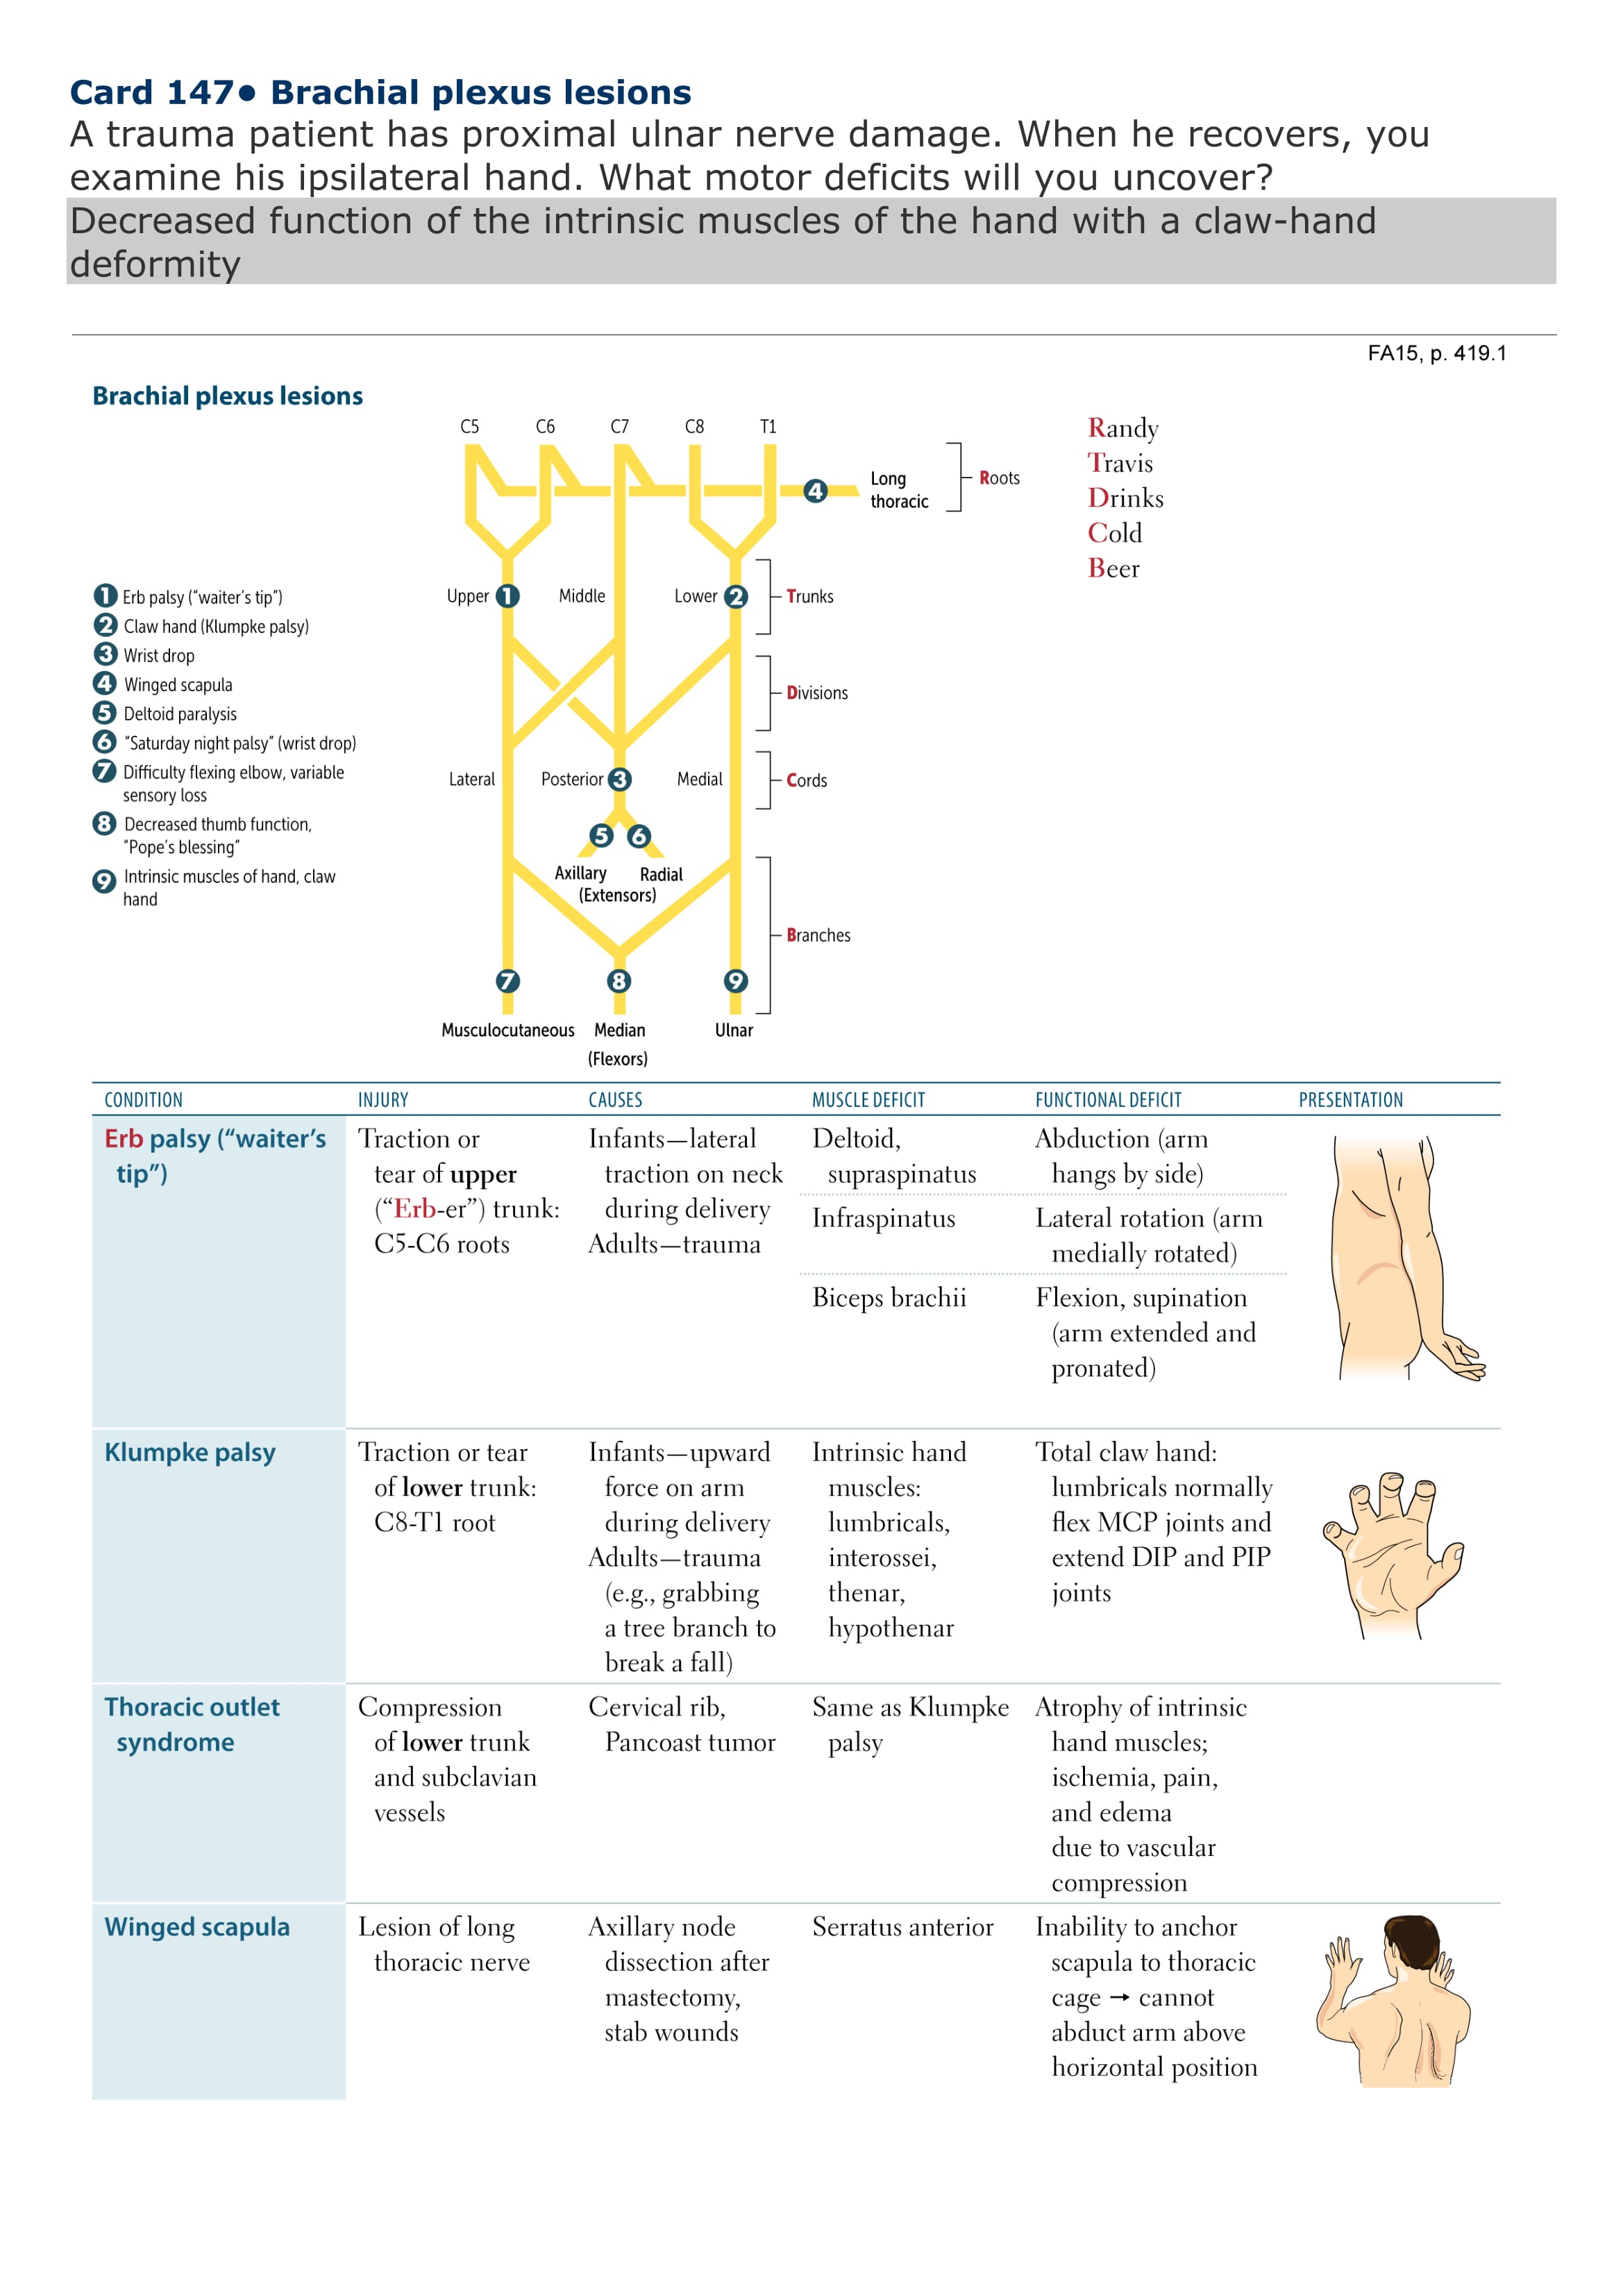 Card 147• Brachial plexus lesions
A trauma patient has proximal ulnar nerve damage. When he recovers, you
examine his ipsilateral hand. What motor deficits will you uncover?
Decreased function of the intrinsic muscles of the hand with a claw-hand
deformity
FA15, p. 419.1
Brachial plexus lesions
C5 C6 C7 C8 T1
4 Long
thoracic
Roots
Randy
Travis
Drinks
Cold
Beer
1 Erb palsy ("waiter's tip")
2 Claw hand (Klumpke palsy)
3 Wrist drop
4 Winged scapula
5 Deltoid paralysis
6 "Saturday night palsy" (wrist drop)
7 Difficulty flexing elbow, variable
sensory loss
8 Decreased thumb function,
"Pope's blessing"
9 Intrinsic muscles of hand, claw
hand
Upper 1 Middle Lower 2 Trunks
Divisions
Lateral Posterior 3 Medial Cords
5 6
Axillary Radial
(Extensors)
Branches
7 8 9
Musculocutaneous Median Ulnar
(Flexors)
CONDITION INJURY CAUSES MUSCLE DEFICIT FUNCTIONAL DEFICIT PRESENTATION
Erb palsy ("waiter's
tip")
Traction or
tear of upper
("Erb-er") trunk:
C5-C6 roots
Infants—lateral
traction on neck
during delivery
Adults—trauma
Deltoid,
supraspinatus
Abduction (arm
hangs by side)
Infraspinatus
Lateral rotation (arm
medially rotated)
Biceps brachii
Flexion, supination
(arm extended and
pronated)
Klumpke palsy
Traction or tear
of lower trunk:
C8-T1 root
Infants—upward
force on arm
during delivery
Adults—trauma
(e.g., grabbing
a tree branch to
break a fall)
Intrinsic hand
muscles:
lumbricals,
interossei,
thenar,
hypothenar
Total claw hand:
lumbricals normally
flex MCP joints and
extend DIP and PIP
joints
Thoracic outlet
syndrome
Compression
of lower trunk
and subclavian
vessels
Cervical rib,
Pancoast tumor
Same as Klumpke
palsy
Atrophy of intrinsic
hand muscles;
ischemia, pain,
and edema
due to vascular
compression
Winged scapula
Lesion of long
thoracic nerve
Axillary node
dissection after
mastectomy,
stab wounds
Serratus anterior
Inability to anchor
scapula to thoracic
cage → cannot
abduct arm above
horizontal position